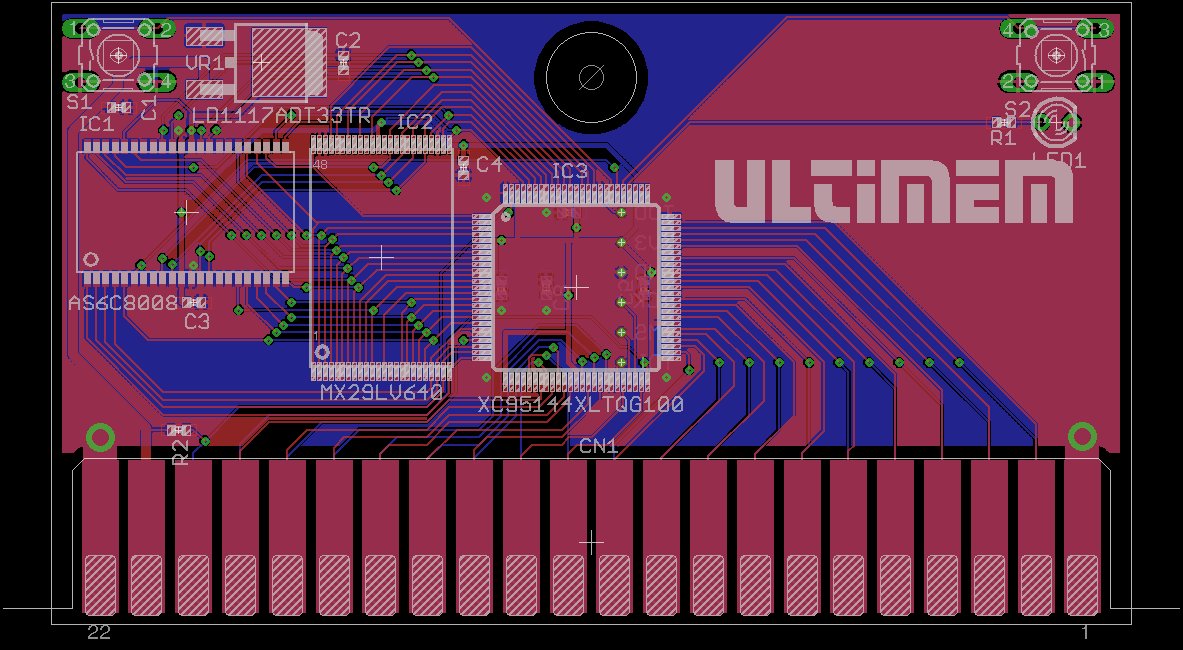 1 2
4 3
C2
VR1
3 4
2 1
S1
C1
S2
LD1117ADT33TR
IC1
IC2
R1
LED1
48
C4
IC3
ULTIMEM
AS6C8008
C3
1
MX29LV640
XC95144XLTQG100
R2
CN1
22
1